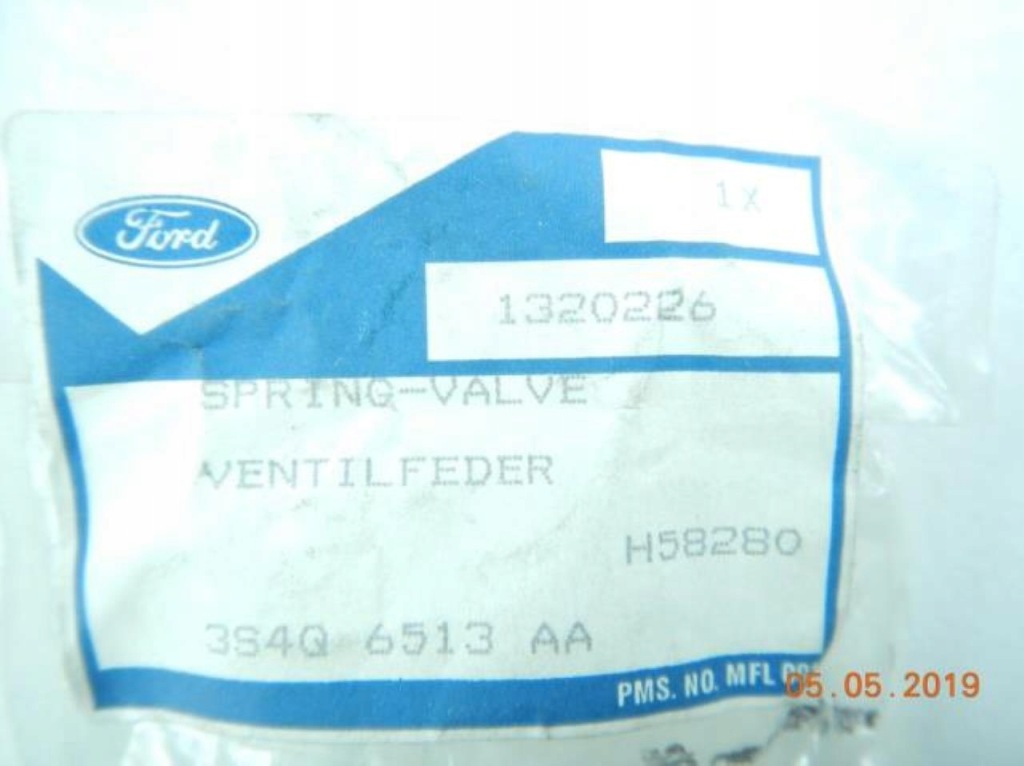 Ford
1X
1320226
SPRING-VALVE
VENTILFEDER
H58280
3S4Q 6513 AA
PMS. NO. MFL
05.05.2019